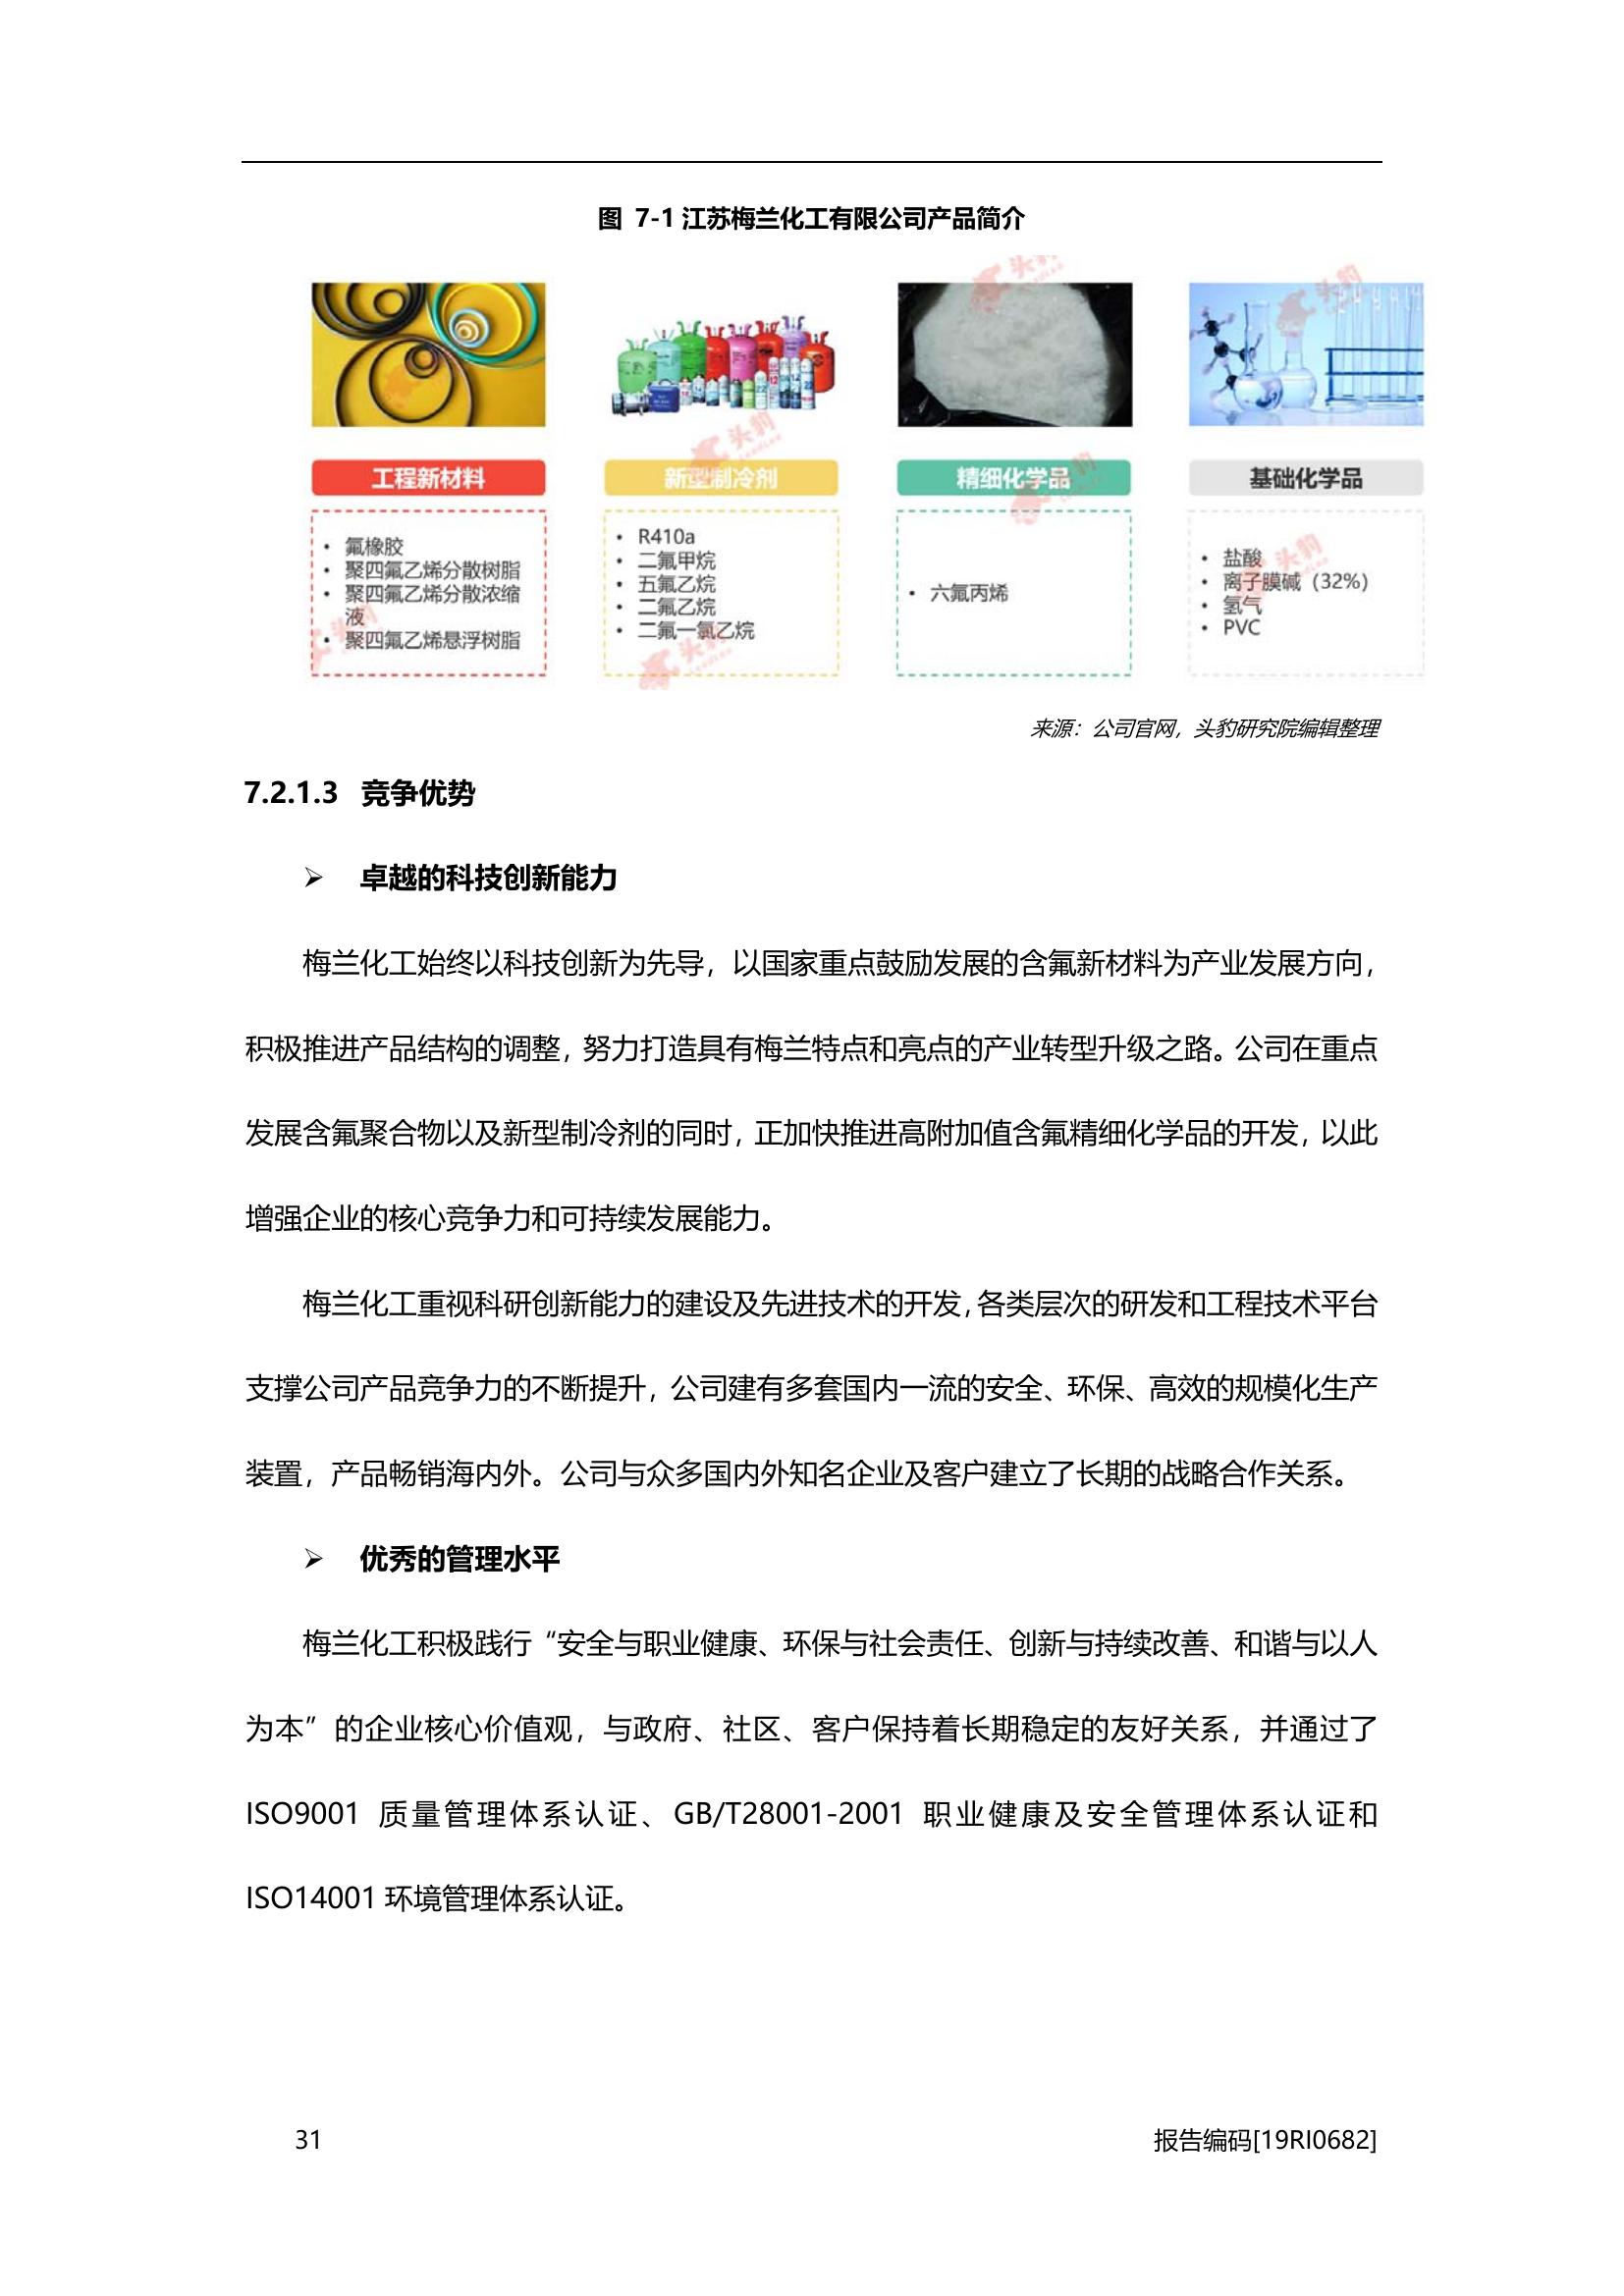 图 7-1 江苏梅兰化工有限公司产品简介
工程新材料
• 氟橡胶
• 聚四氟乙烯分散树脂
• 聚四氟乙烯分散浓缩
液
• 聚四氟乙烯悬浮树脂
新型制冷剂
• R410a
• 二氟甲烷
• 五氟乙烷
• 二氟乙烷
• 二氟一氯乙烷
精细化学品
• 六氟丙烯
基础化学品
• 盐酸
• 离子膜碱（32%）
• 氢气
• PVC
来源：公司官网，头豹研究院编辑整理
7.2.1.3 竞争优势
➢ 卓越的科技创新能力
梅兰化工始终以科技创新为先导，以国家重点鼓励发展的含氟新材料为产业发展方向，
积极推进产品结构的调整，努力打造具有梅兰特点和亮点的产业转型升级之路。公司在重点
发展含氟聚合物以及新型制冷剂的同时，正加快推进高附加值含氟精细化学品的开发，以此
增强企业的核心竞争力和可持续发展能力。
梅兰化工重视科研创新能力的建设及先进技术的开发，各类层次的研发和工程技术平台
支撑公司产品竞争力的不断提升，公司建有多套国内一流的安全、环保、高效的规模化生产
装置，产品畅销海内外。公司与众多国内外知名企业及客户建立了长期的战略合作关系。
➢ 优秀的管理水平
梅兰化工积极践行“安全与职业健康、环保与社会责任、创新与持续改善、和谐与以人
为本”的企业核心价值观，与政府、社区、客户保持着长期稳定的友好关系，并通过了
ISO9001 质量管理体系认证、GB/T28001-2001 职业健康及安全管理体系认证和
ISO14001 环境管理体系认证。
31
报告编码[19RI0682]